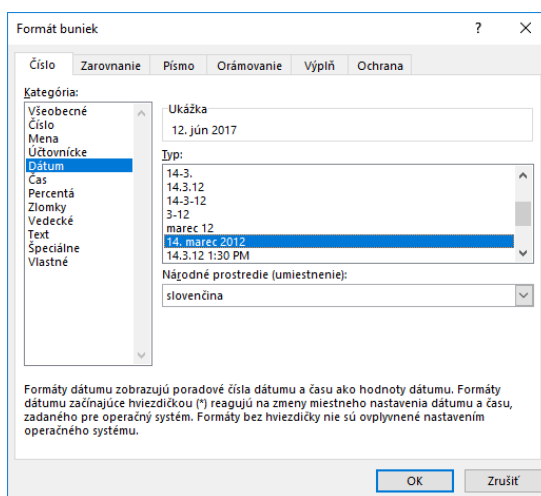 Formát buniek
?
Číslo
Zarovnanie
Písmo
Orámovanie
Výplň
Ochrana
Kategória:
Všeobecné
Číslo
Mena
Účtovnícke
Dátum
Čas
Percentá
Zlomky
Vedecké
Text
Špeciálne
Vlastné
Ukážka
12. jún 2017
Typ:
14-3.
14.3.12
14-3-12
3-12
marec 12
14. marec 2012
14.3.12 1:30 PM
Národné prostredie (umiestnenie):
slovenčina
Formáty dátumu zobrazujú poradové čísla dátumu a času ako hodnoty dátumu. Formáty
dátumu začínajúce hviezdičkou (*) reagujú na zmeny miestneho nastavenia dátumu a času,
zadaného pre operačný systém. Formáty bez hviezdičky nie sú ovplyvnené nastavením
operačného systému.
OK
Zrušiť